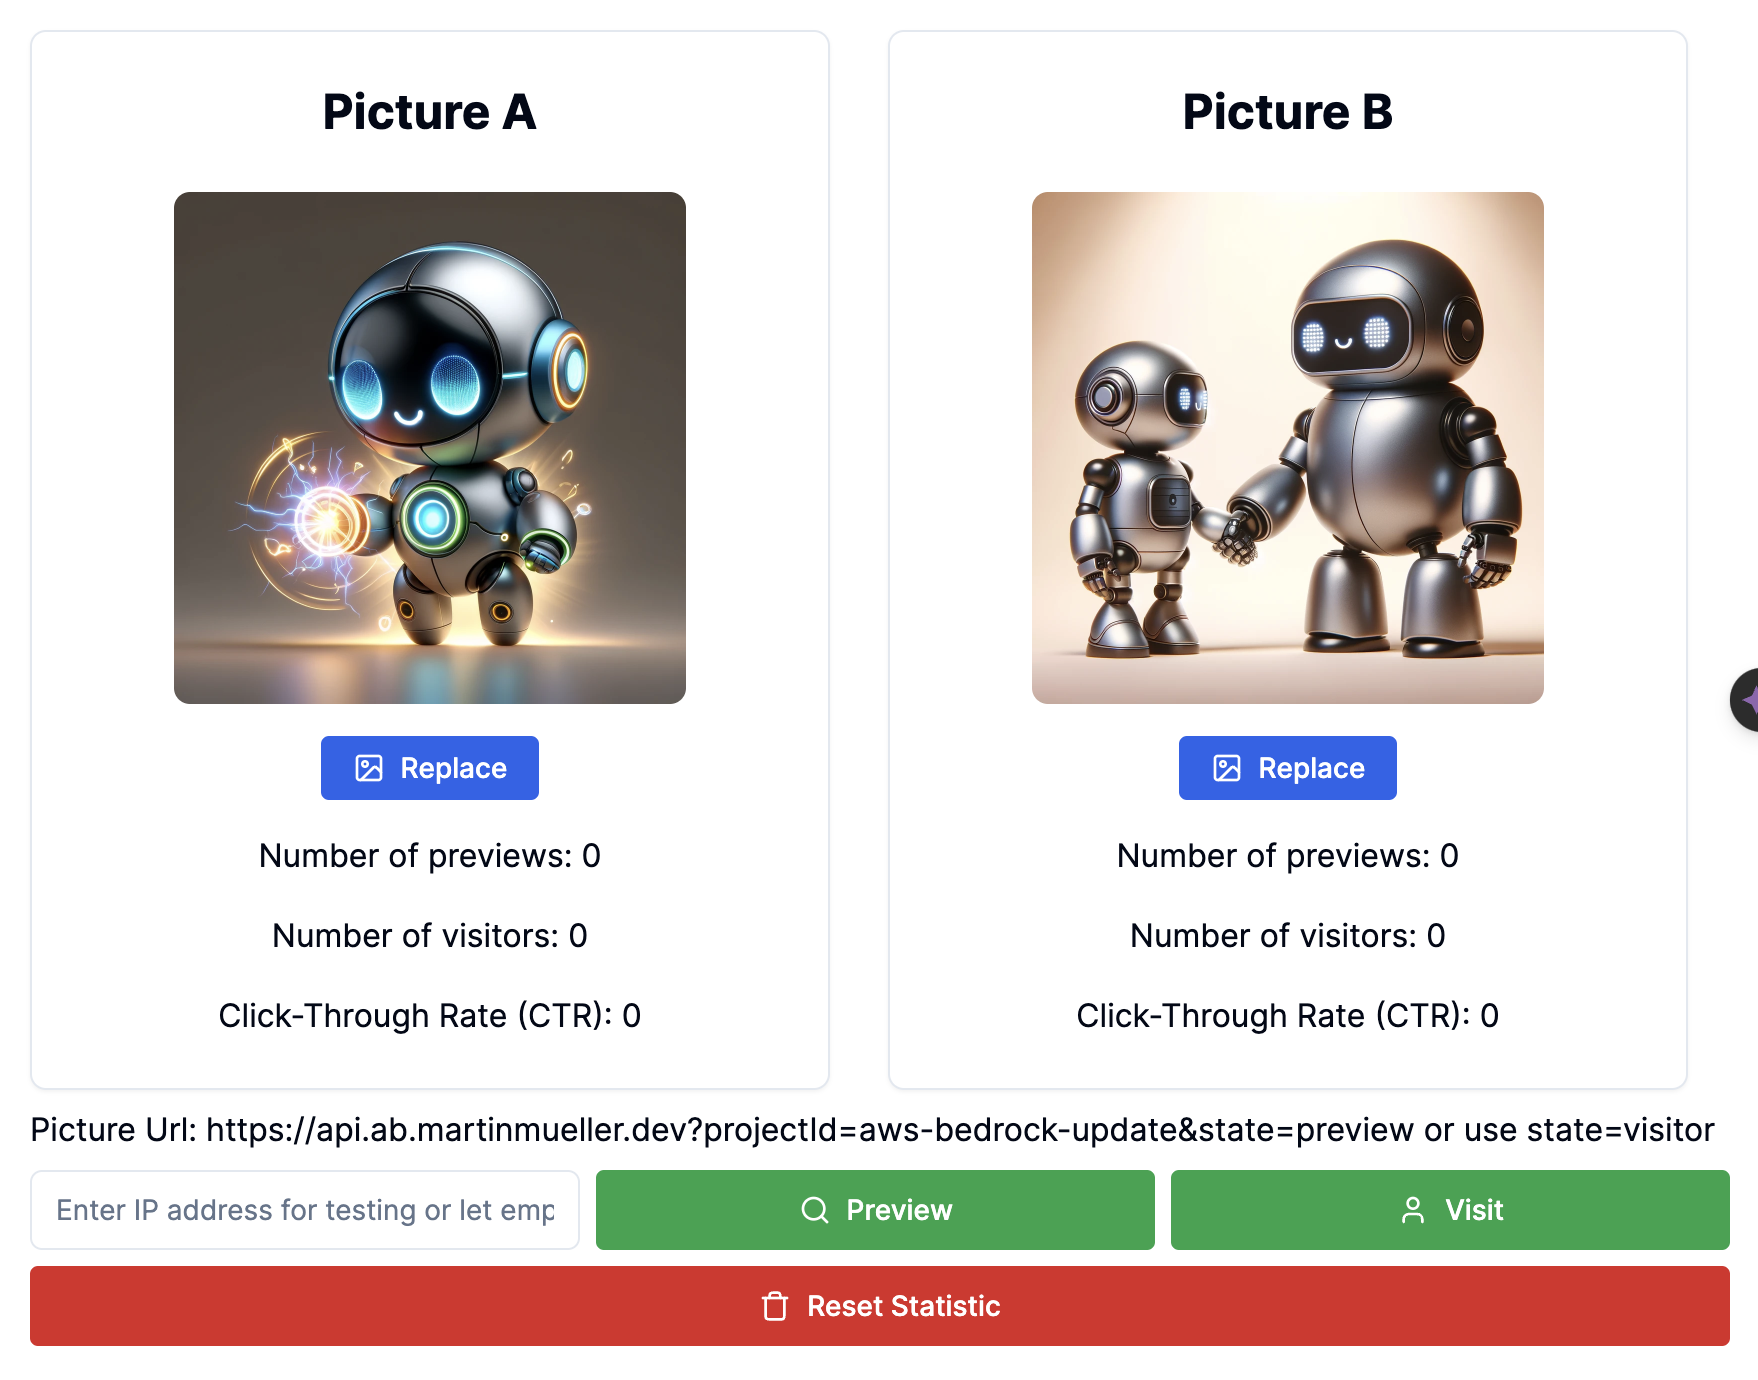 Picture A
Replace
Number of previews: 0
Number of visitors: 0
Click-Through Rate (CTR): 0
Picture B
Replace
Number of previews: 0
Number of visitors: 0
Click-Through Rate (CTR): 0
Picture Url: https://api.ab.martinmueller.dev?projectId=aws-bedrock-update&state=preview or use state=visitor
Enter IP address for testing or let emp
Preview
Visit
Reset Statistic